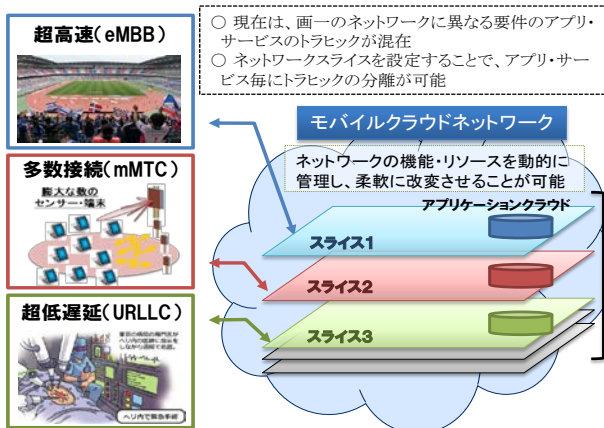 超高速(eMBB)
○ 現在は、画一のネットワークに異なる要件のアプリ・
サービスのトラヒックが混在
○ ネットワークスライスを設定することで、アプリ・サー
ビス毎にトラヒックの分離が可能
モバイルクラウドネットワーク
ネットワークの機能・リソースを動的に
管理し、柔軟に改変させることが可能
アプリケーションクラウド
スライス1
スライス2
スライス3
多数接続(mMTC)
膨大な数の
センサー・端末
超低遅延(URLLC)
ヘリ内で緊急手術